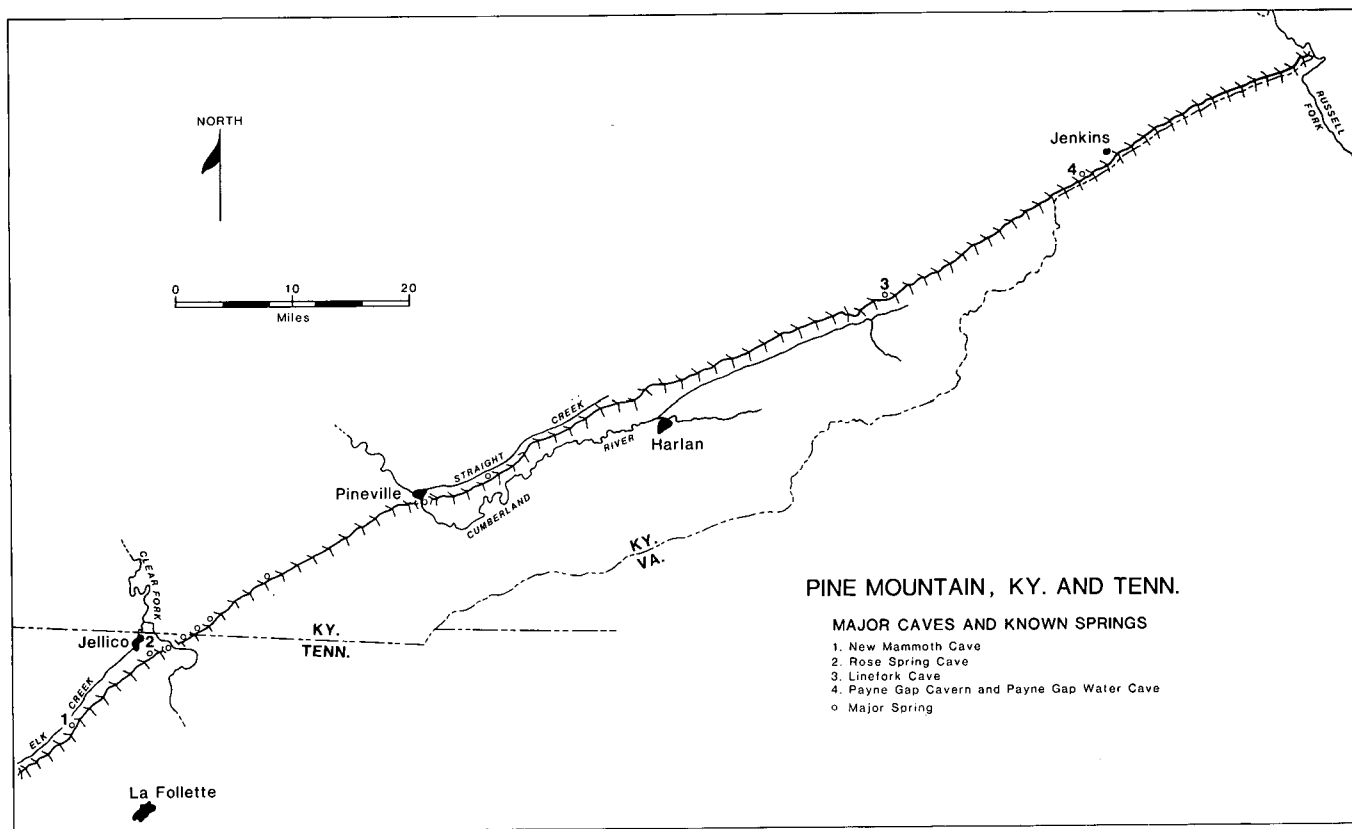 NORTH
0 10 20
Miles
Jenkins
4
RUSSELL
FORK
3
STRAIGHT CREEK
RIVER
Harlan
Pineville
CUMBERLAND
KY.
VA.
CLEAR FORK
Jellico
2
KY.
TENN.
1
ELK CREEK
La Follette
PINE MOUNTAIN, KY. AND TENN.
MAJOR CAVES AND KNOWN SPRINGS
1. New Mammoth Cave
2. Rose Spring Cave
3. Linefork Cave
4. Payne Gap Cavern and Payne Gap Water Cave
o Major Spring